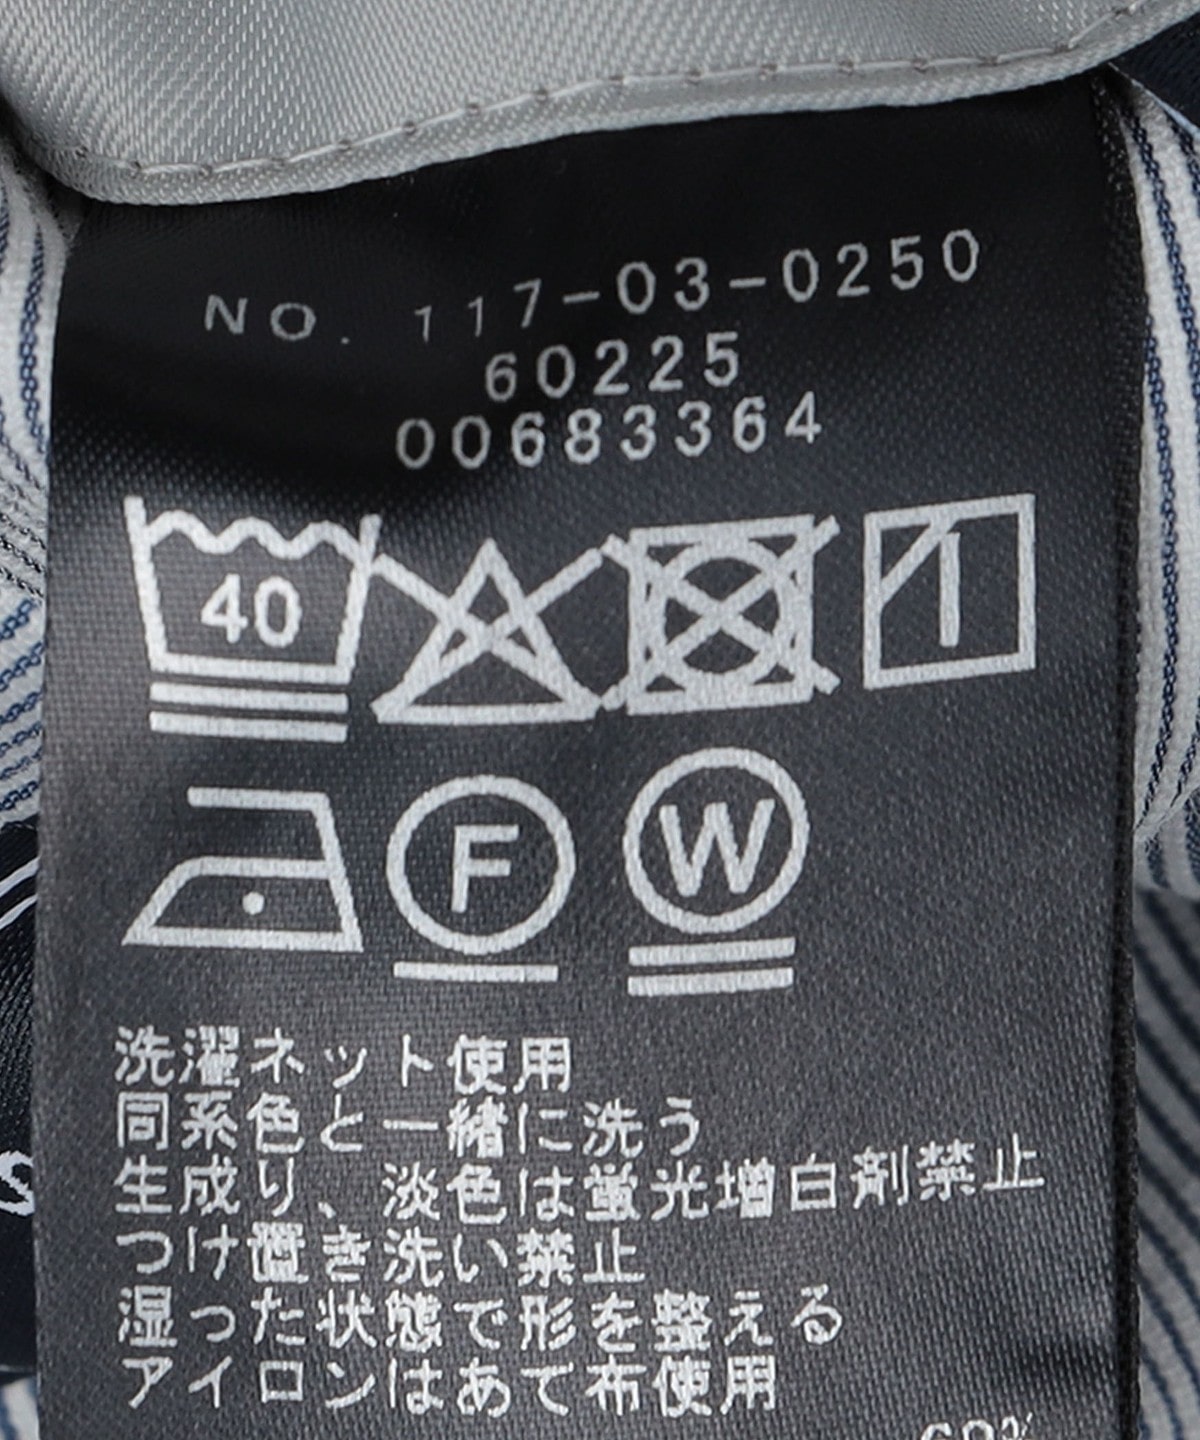 NO. 117-03-0250
60225
00683364
40
F W
洗濯ネット使用
同系色と一緒に洗う
生成り、淡色は蛍光増白剤禁止
つけ置き洗い禁止
湿った状態で形を整える
アイロンはあて布使用